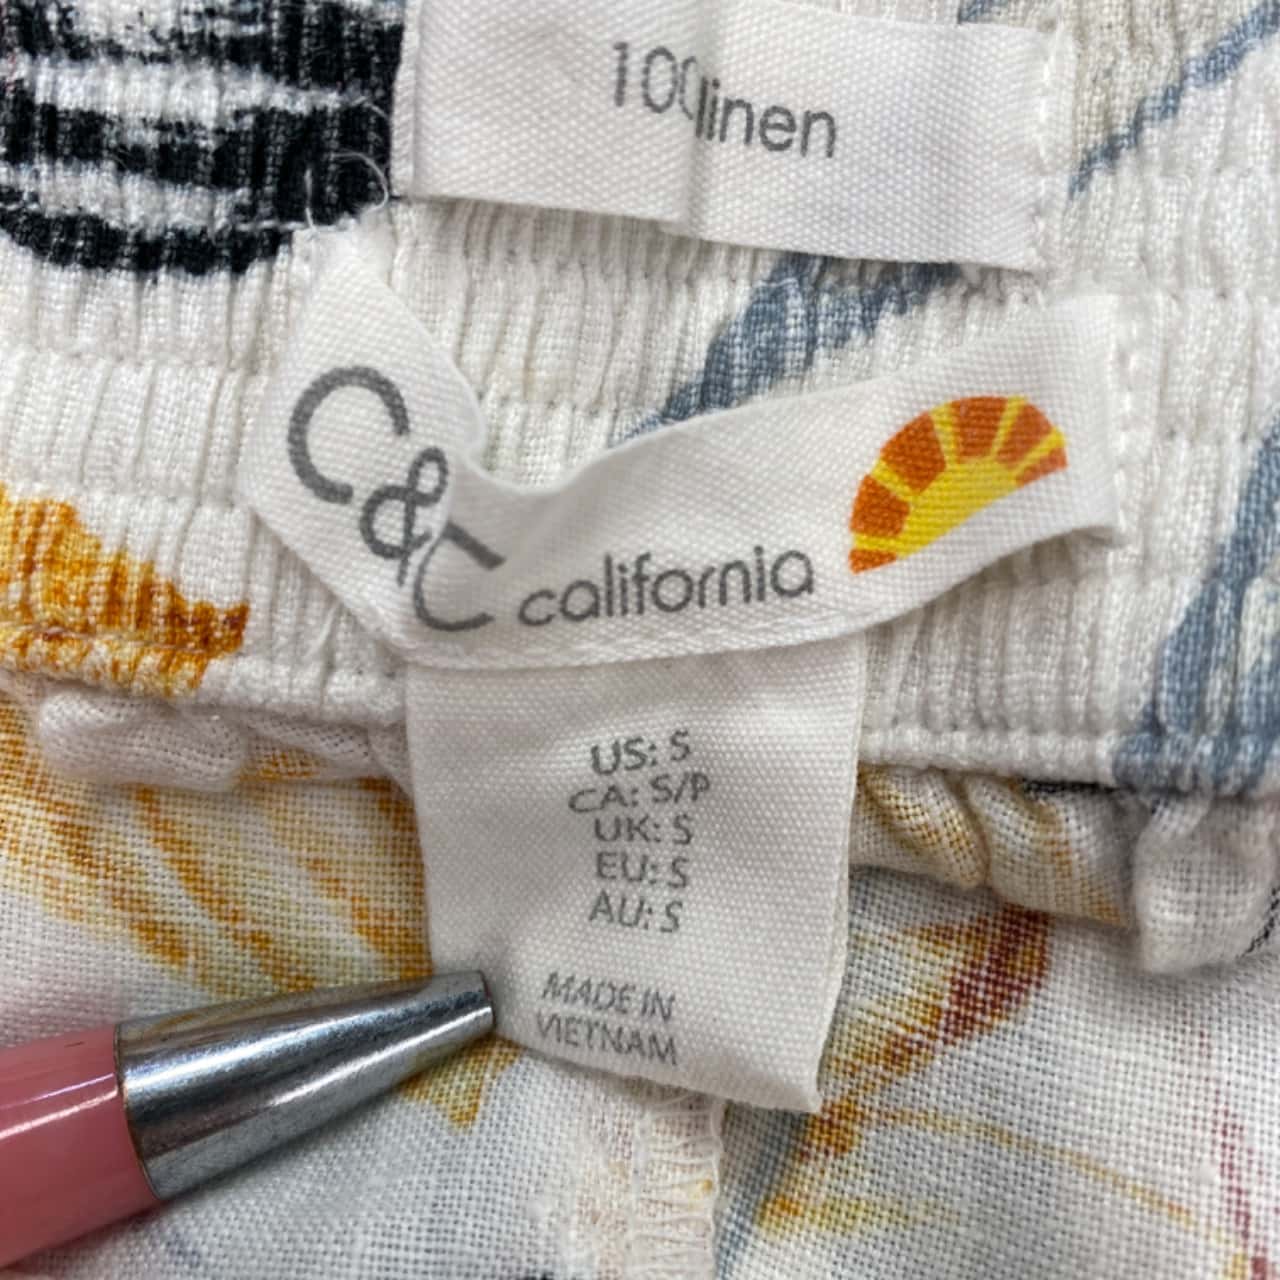 100linen
C&C california
US: S
CA: S/P
UK: S
EU: S
AU: S
MADE IN
VIETNAM